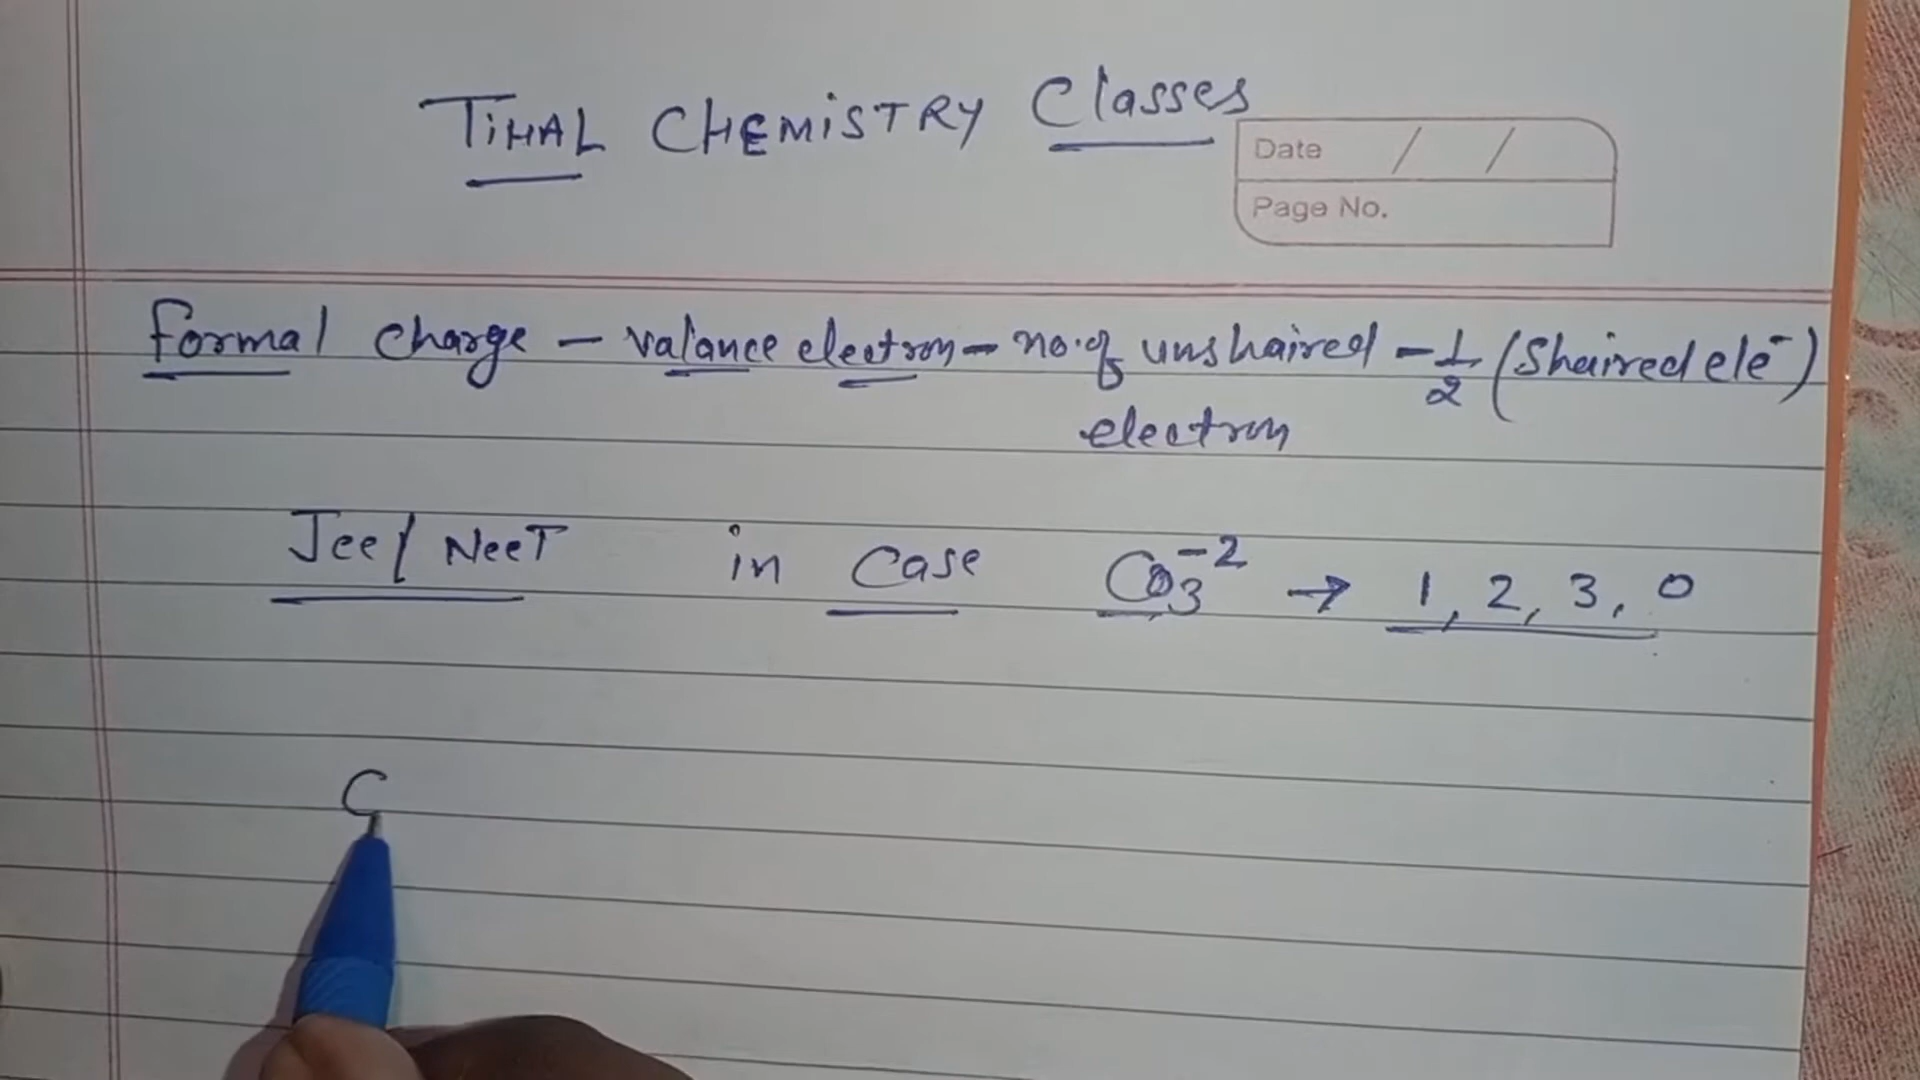 TIHAL CHEMISTRY Classes
Date / /
Page No.
Formal charge – valance electron – no. of unshaired – 1/2 (Shaired ele⁻)
electron
Jee/ NeeT in Case CO₃⁻² → 1, 2, 3, 0
C